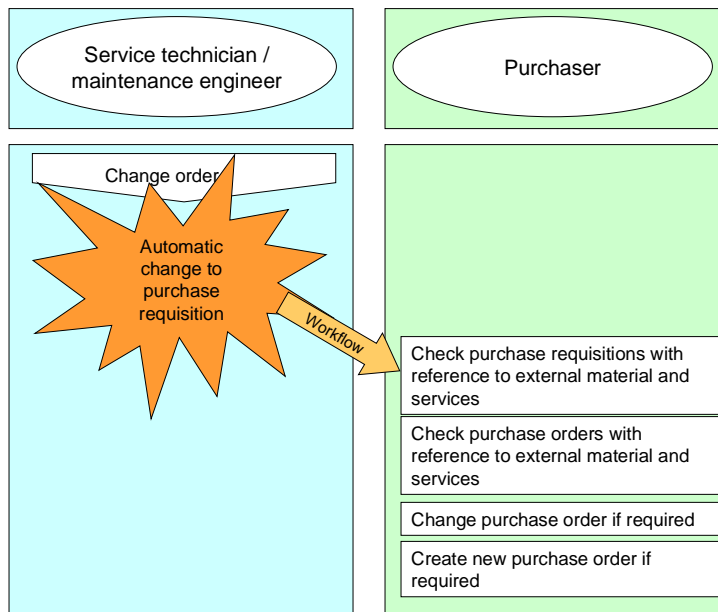 Service technician /
maintenance engineer
Purchaser
Change order
Automatic
change to
purchase
requisition
Workflow
Check purchase requisitions with
reference to external material and
services
Check purchase orders with
reference to external material and
services
Change purchase order if required
Create new purchase order if
required